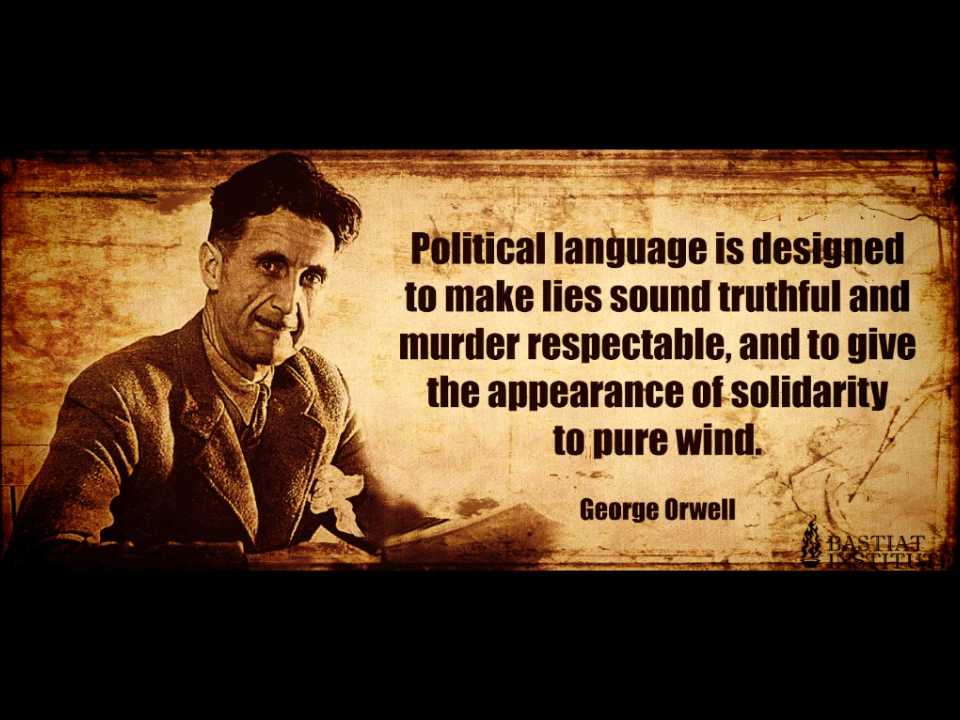 Political language is designed
to make lies sound truthful and
murder respectable, and to give
the appearance of solidarity
to pure wind.
George Orwell
BASTIAT
INSTITUTE